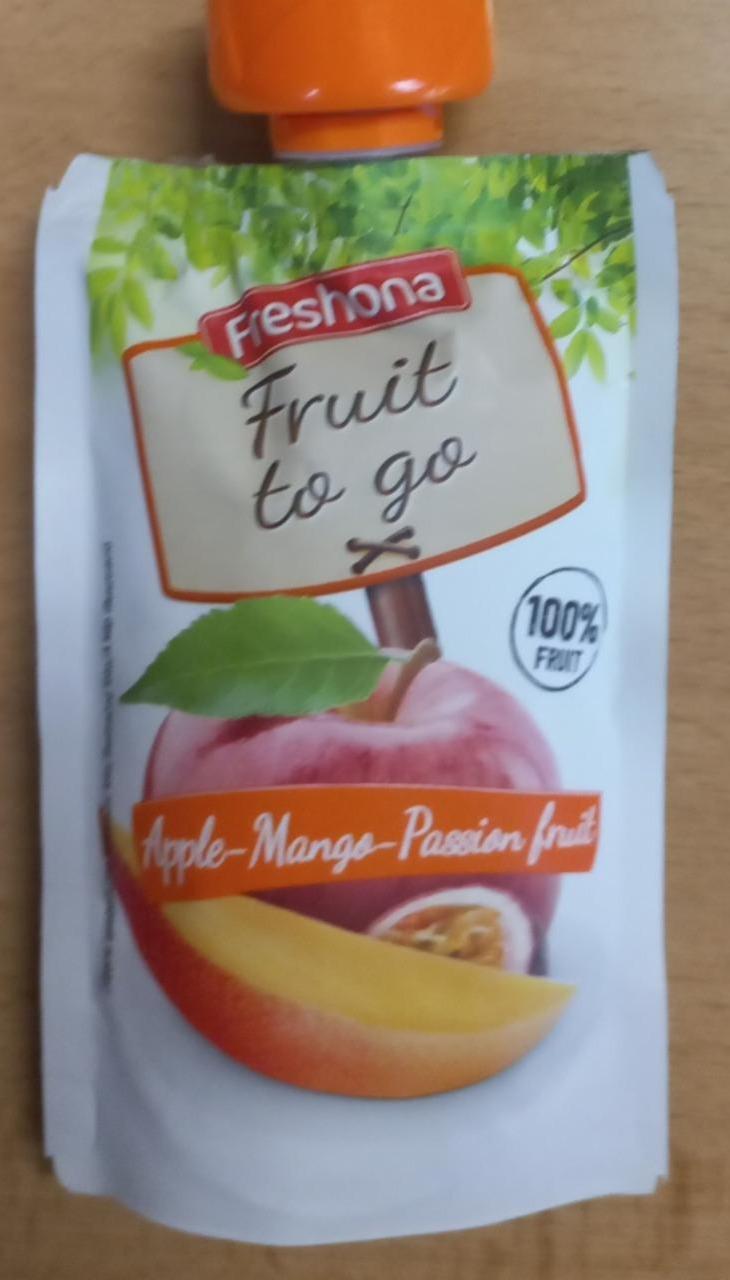 Freshona
Fruit
to go
100%
FRUIT
Apple-Mango-Passion fruit